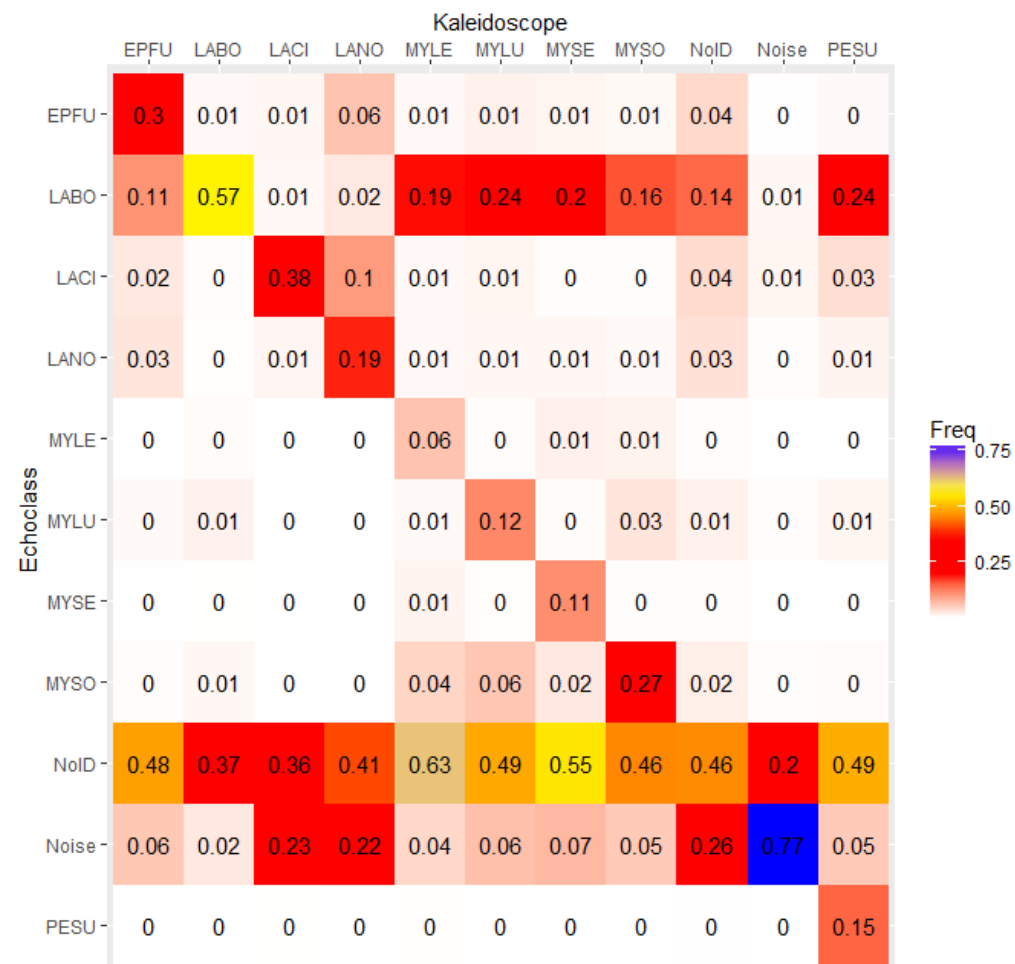 Kaleidoscope
EPFU LABO LACI LANO MYLE MYLU MYSE MYSO NoID Noise PESU
EPFU 0.3 0.01 0.01 0.06 0.01 0.01 0.01 0.01 0.04 0 0
LABO 0.11 0.57 0.01 0.02 0.19 0.24 0.2 0.16 0.14 0.01 0.24
LACI 0.02 0 0.38 0.1 0.01 0.01 0 0 0.04 0.01 0.03
LANO 0.03 0 0.01 0.19 0.01 0.01 0.01 0.01 0.03 0 0.01
MYLE 0 0 0 0 0.06 0 0.01 0.01 0 0 0
MYLU 0 0.01 0 0 0.01 0.12 0 0.03 0.01 0 0.01
MYSE 0 0 0 0 0.01 0 0.11 0 0 0 0
MYSO 0 0.01 0 0 0.04 0.06 0.02 0.27 0.02 0 0
NoID 0.48 0.37 0.36 0.41 0.63 0.49 0.55 0.46 0.46 0.2 0.49
Noise 0.06 0.02 0.23 0.22 0.04 0.06 0.07 0.05 0.26 0.77 0.05
PESU 0 0 0 0 0 0 0 0 0 0 0.15
Echoclass
Freq
0.75
0.50
0.25